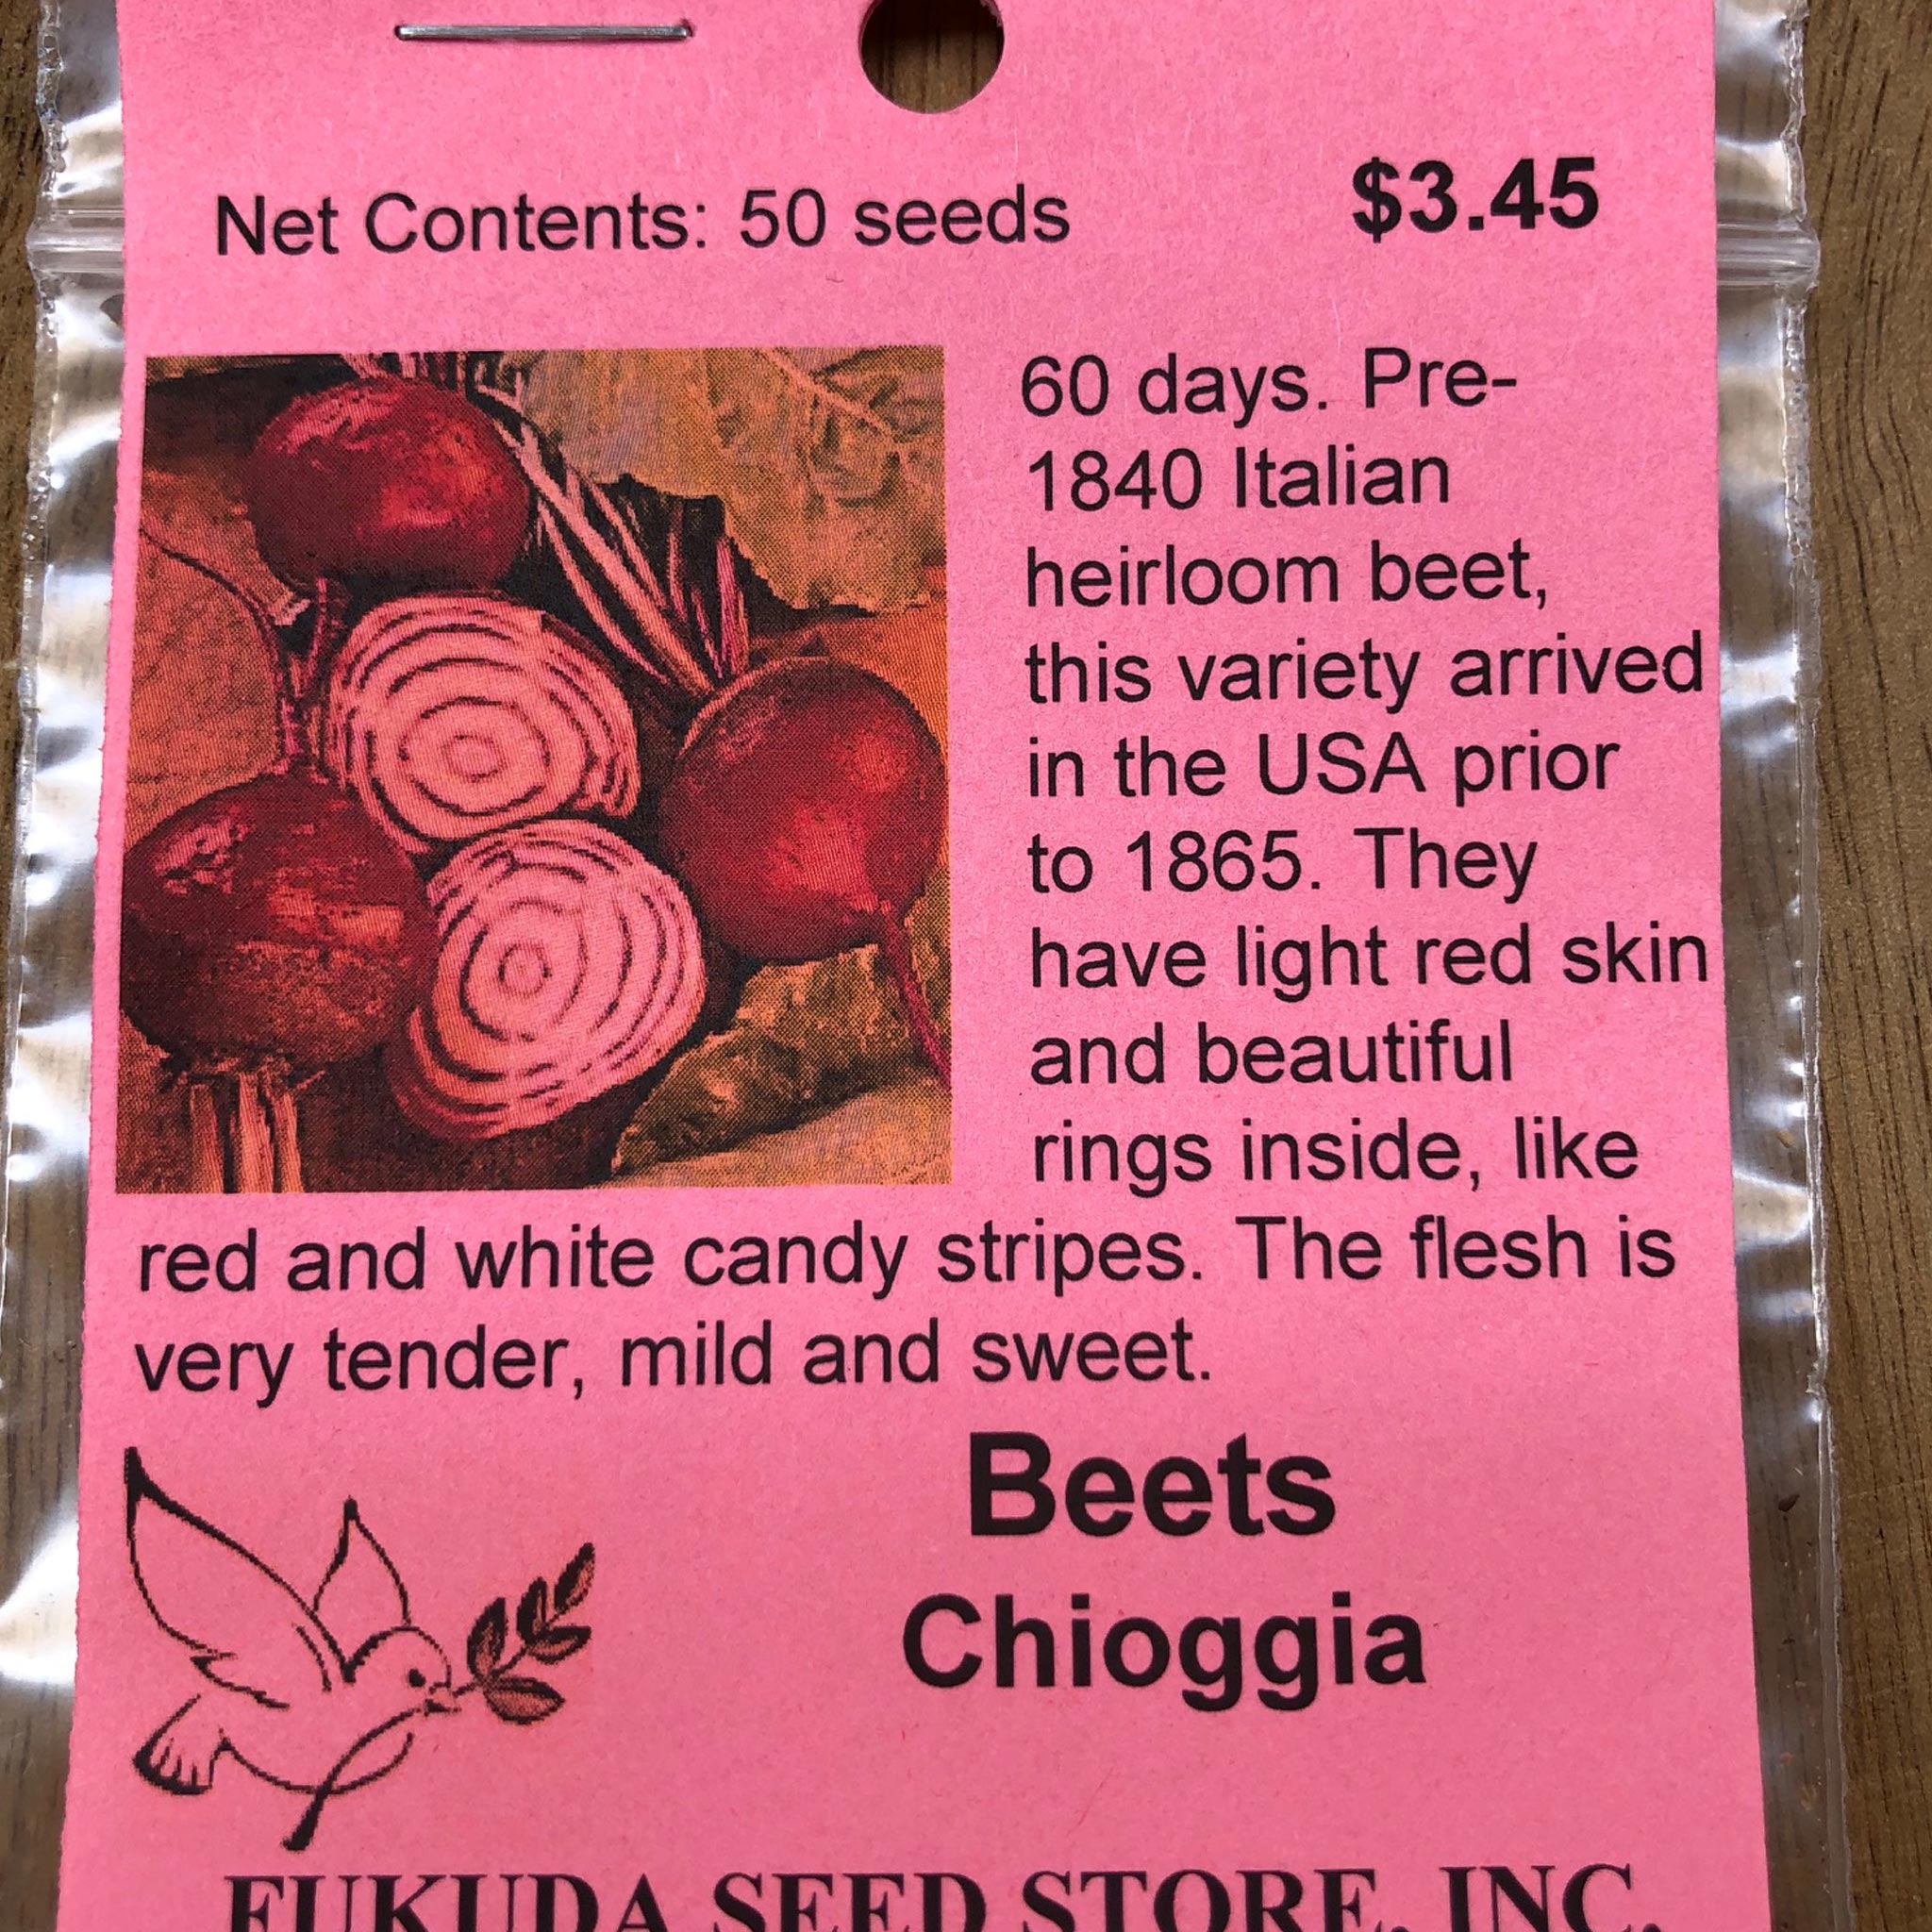 Net Contents: 50 seeds
$3.45
60 days. Pre-
1840 Italian
heirloom beet,
this variety arrived
in the USA prior
to 1865. They
have light red skin
and beautiful
rings inside, like
red and white candy stripes. The flesh is
very tender, mild and sweet.
Beets
Chioggia
FUKUDA SEED STORE, INC.